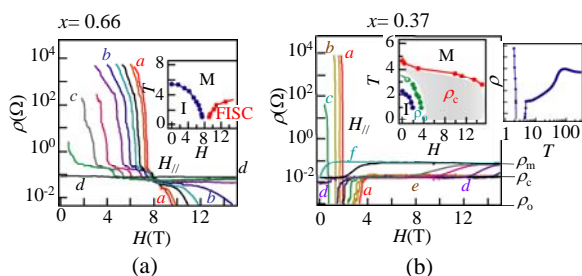 x= 0.66
x= 0.37
(a)
ρ(Ω)
10⁴
10²
10⁰
10⁻²
0 4 8 12
H(T)
a
b
c
d
H//
d
a
b
T
6
4
2
0
0 4 8 12
H
M
I
FISC
(b)
ρ(Ω)
10⁴
10²
10⁰
10⁻²
0 4 8 12
H(T)
b a
c
H//
f
d
a
e
d
ρm
ρc
ρo
T
6
4
2
0
0 4 8 12
H
M
I
ρo
ρc
ρ
1 10 100
T
(a)
(b)